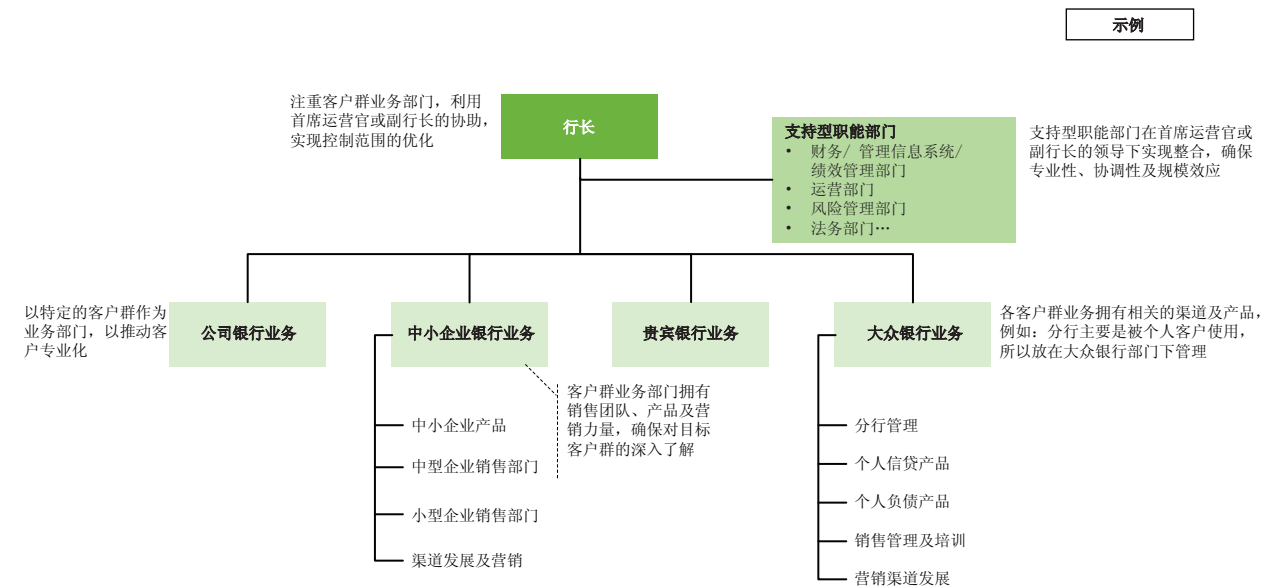 示例
注重客户群业务部门，利用
首席运营官或副行长的协助，
实现控制范围的优化
行长
支持型职能部门
• 财务/ 管理信息系统/
绩效管理部门
• 运营部门
• 风险管理部门
• 法务部门…
支持型职能部门在首席运营官或
副行长的领导下实现整合，确保
专业性、协调性及规模效应
以特定的客户群作为
业务部门，以推动客
户专业化
公司银行业务
中小企业银行业务
贵宾银行业务
大众银行业务
各客户群业务拥有相关的渠道及产品，
例如：分行主要是被个人客户使用，
所以放在大众银行部门下管理
客户群业务部门拥有
销售团队、产品及营
销力量，确保对目标
客户群的深入了解
中小企业产品
中型企业销售部门
小型企业销售部门
渠道发展及营销
分行管理
个人信贷产品
个人负债产品
销售管理及培训
营销渠道发展